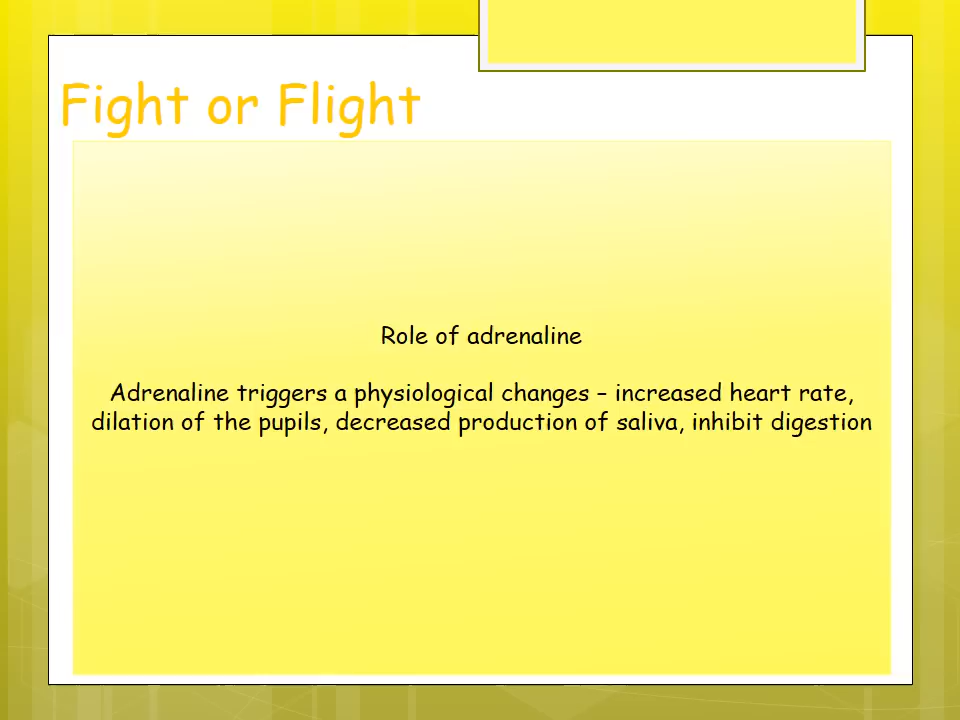 Fight or Flight
Role of adrenaline
Adrenaline triggers a physiological changes – increased heart rate,
dilation of the pupils, decreased production of saliva, inhibit digestion